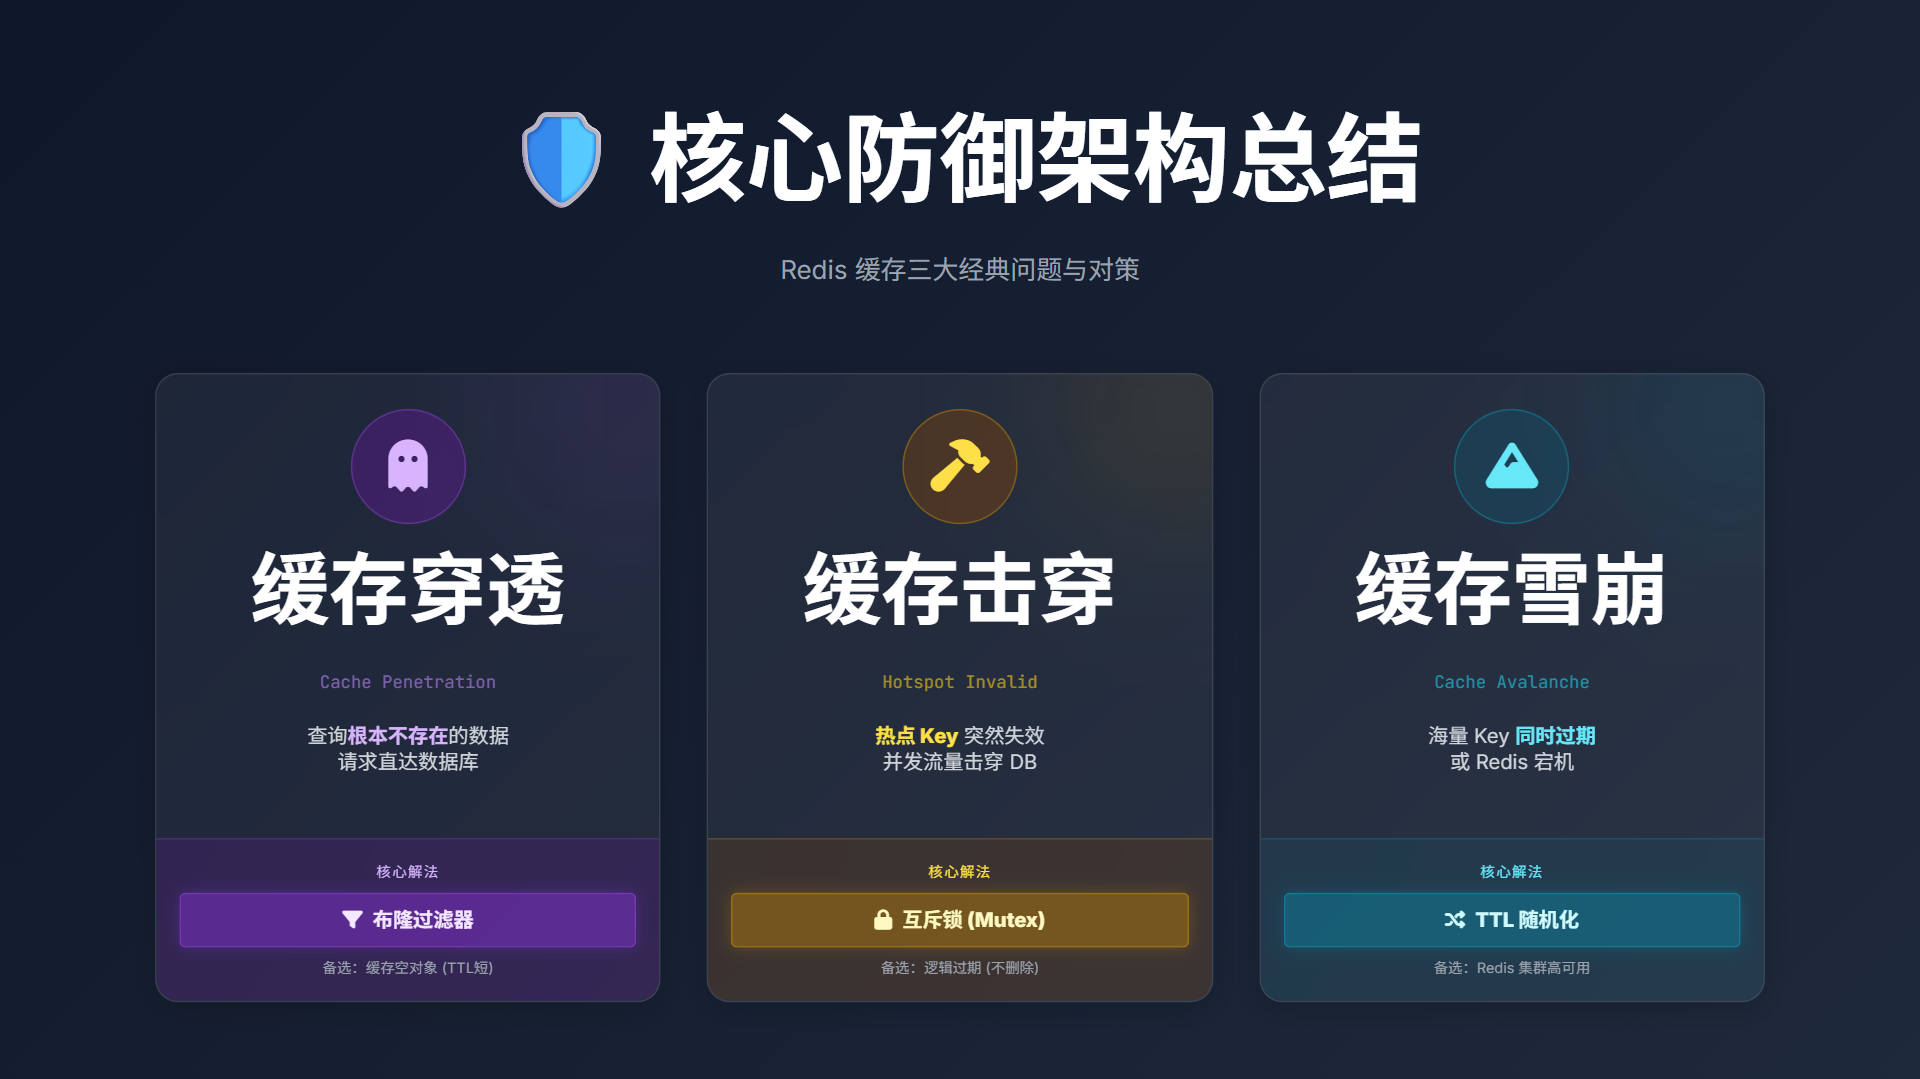 核心防御架构总结
Redis 缓存三大经典问题与对策
缓存穿透
Cache Penetration
查询根本不存在的数据
请求直达数据库
核心解法
布隆过滤器
备选：缓存空对象 (TTL短)
缓存击穿
Hotspot Invalid
热点 Key 突然失效
并发流量击穿 DB
核心解法
互斥锁 (Mutex)
备选：逻辑过期 (不删除)
缓存雪崩
Cache Avalanche
海量 Key 同时过期
或 Redis 宕机
核心解法
TTL 随机化
备选：Redis 集群高可用